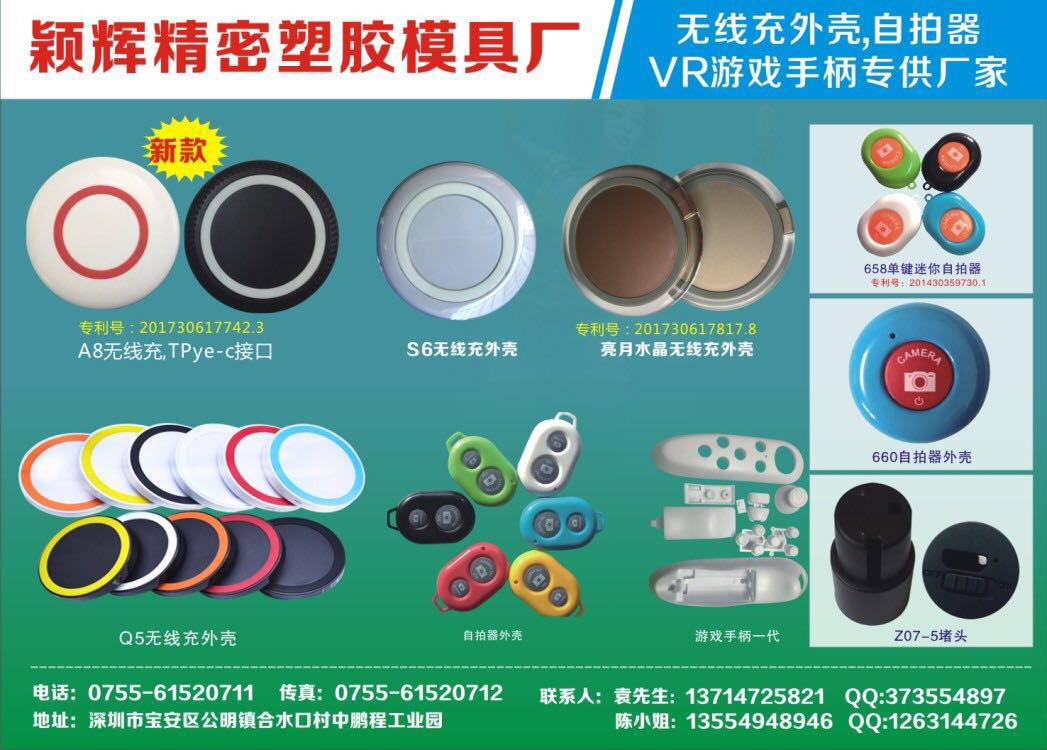 颖辉精密塑胶模具厂
无线充外壳,自拍器
VR游戏手柄专供厂家
新款
专利号：201730617742.3
A8无线充,TPye-c接口
S6无线充外壳
专利号：201730617817.8
亮月水晶无线充外壳
658单键迷你自拍器
专利号：201430359730.1
CAMERA
660自拍器外壳
Q5无线充外壳
自拍器外壳
游戏手柄一代
Z07-5堵头
电话：0755-61520711 传真：0755-61520712
地址：深圳市宝安区公明镇合水口村中鹏程工业园
联系人：袁先生：13714725821 QQ:373554897
陈小姐：13554948946 QQ:1263144726